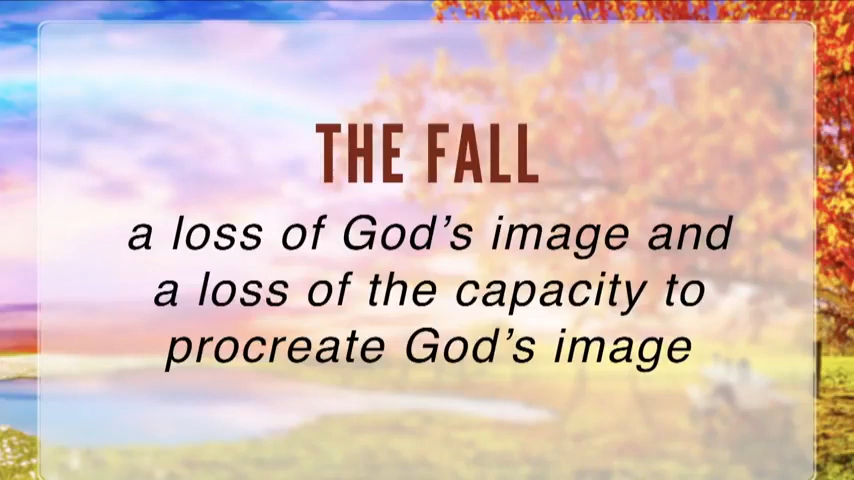 THE FALL
a loss of God's image and
a loss of the capacity to
procreate God's image